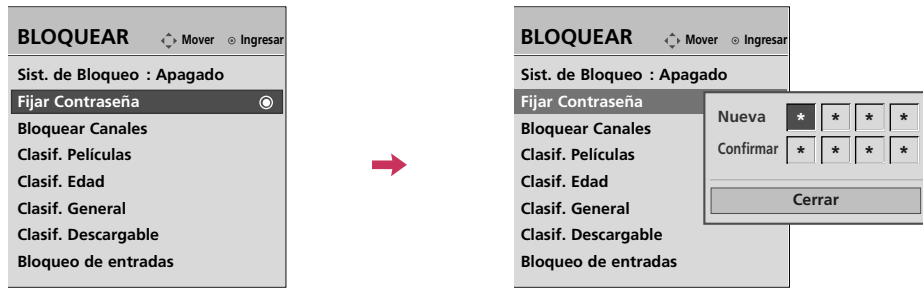 BLOQUEAR Mover Ingresar
Sist. de Bloqueo : Apagado
Fijar Contraseña
Bloquear Canales
Clasif. Películas
Clasif. Edad
Clasif. General
Clasif. Descargable
Bloqueo de entradas
BLOQUEAR Mover Ingresar
Sist. de Bloqueo : Apagado
Fijar Contraseña
Bloquear Canales
Clasif. Películas
Clasif. Edad
Clasif. General
Clasif. Descargable
Bloqueo de entradas
Nueva * * * *
Confirmar * * * *
Cerrar